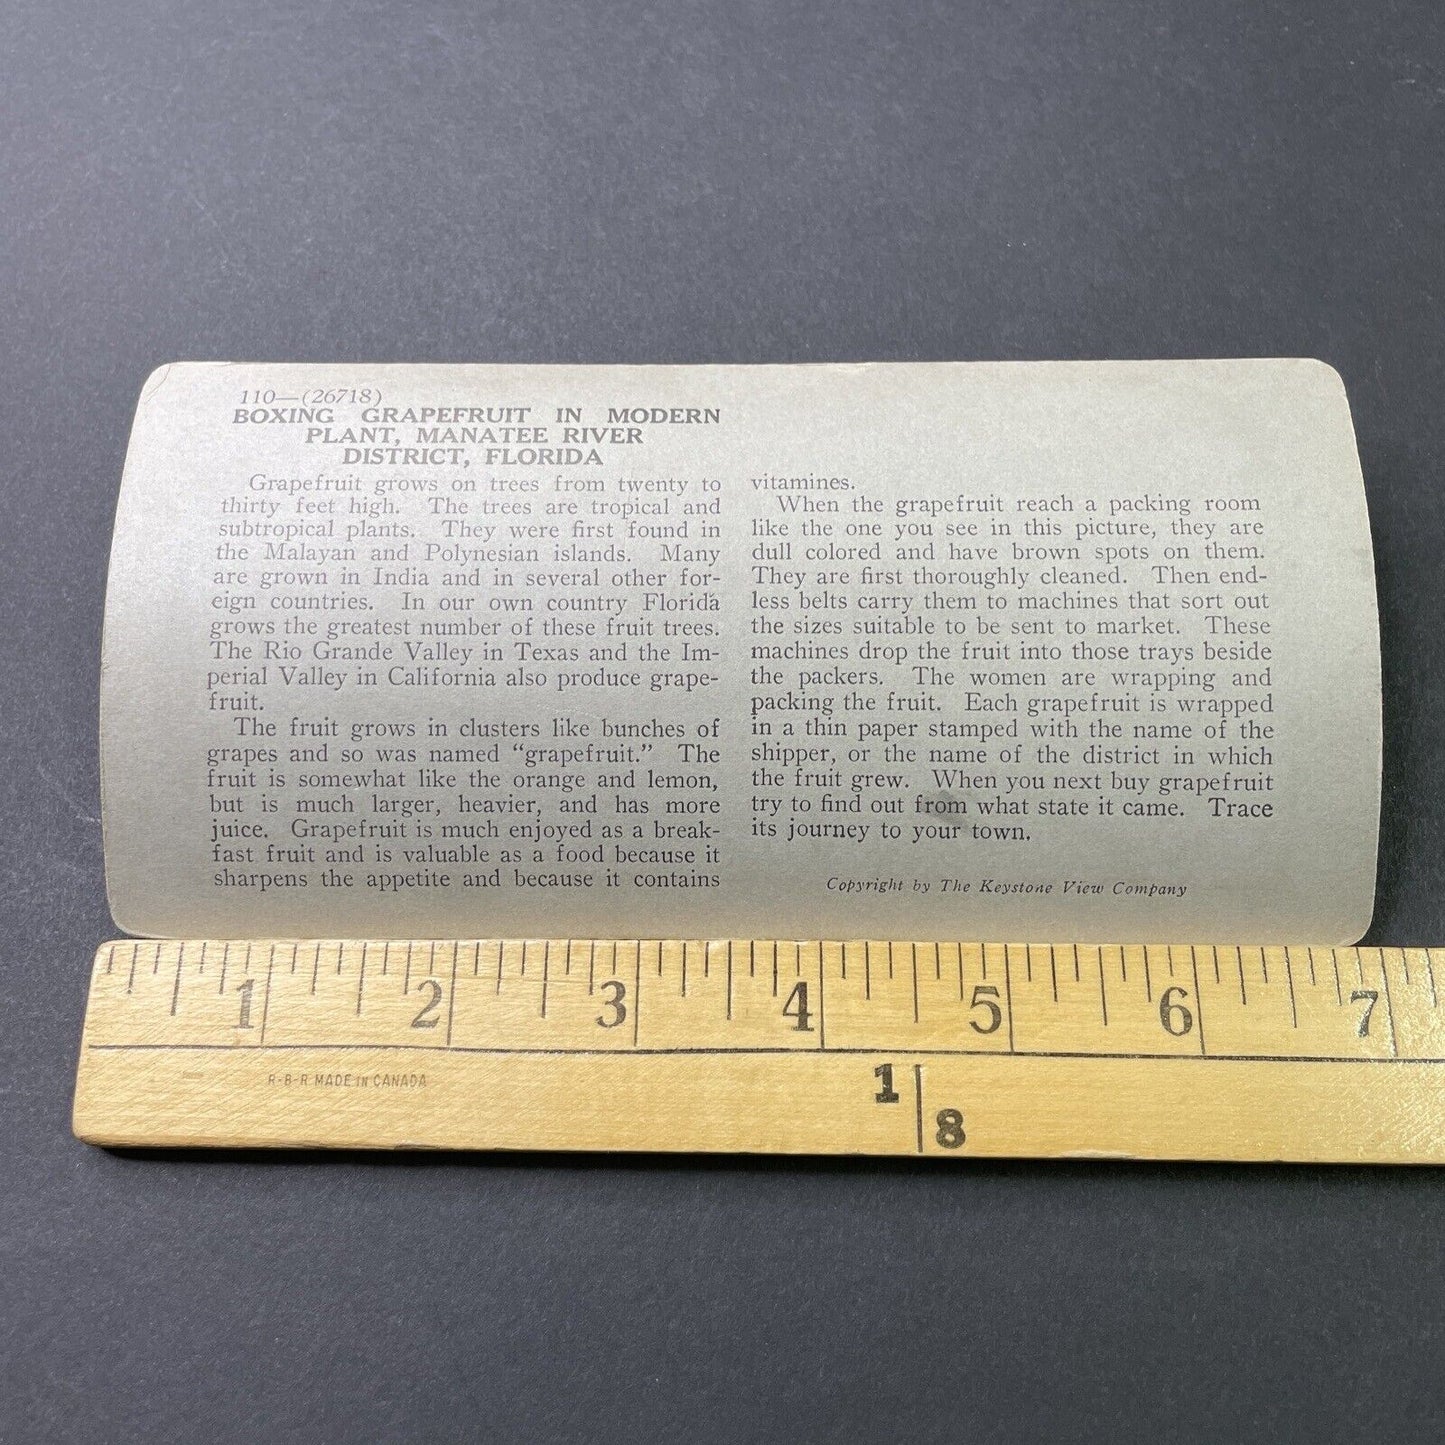 110—(26718)
BOXING GRAPEFRUIT IN MODERN
PLANT, MANATEE RIVER
DISTRICT, FLORIDA
Grapefruit grows on trees from twenty to
thirty feet high. The trees are tropical and
subtropical plants. They were first found in
the Malayan and Polynesian islands. Many
are grown in India and in several other for-
eign countries. In our own country Florida
grows the greatest number of these fruit trees.
The Rio Grande Valley in Texas and the Im-
perial Valley in California also produce grape-
fruit.
The fruit grows in clusters like bunches of
grapes and so was named "grapefruit." The
fruit is somewhat like the orange and lemon,
but is much larger, heavier, and has more
juice. Grapefruit is much enjoyed as a break-
fast fruit and is valuable as a food because it
sharpens the appetite and because it contains
vitamines.
When the grapefruit reach a packing room
like the one you see in this picture, they are
dull colored and have brown spots on them.
They are first thoroughly cleaned. Then end-
less belts carry them to machines that sort out
the sizes suitable to be sent to market. These
machines drop the fruit into those trays beside
the packers. The women are wrapping and
packing the fruit. Each grapefruit is wrapped
in a thin paper stamped with the name of the
shipper, or the name of the district in which
the fruit grew. When you next buy grapefruit
try to find out from what state it came. Trace
its journey to your town.
Copyright by The Keystone View Company
1 2 3 4 5 6 7
R-B-R MADE IN CANADA
1
8